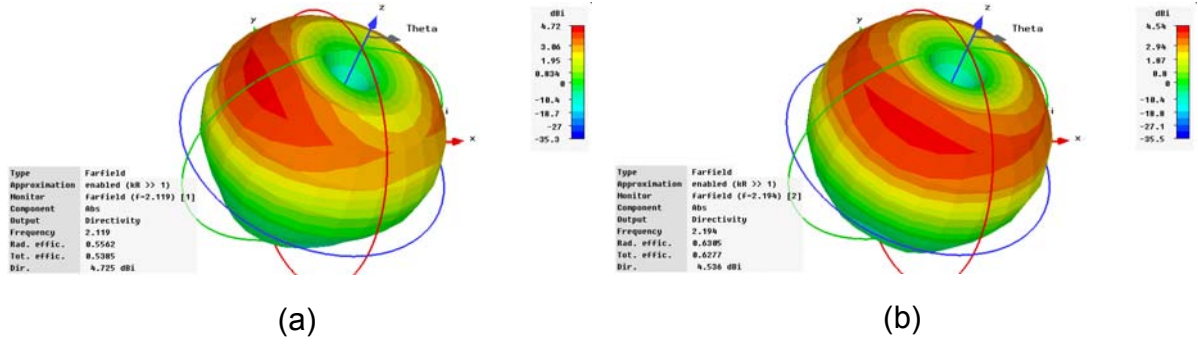 dBi
4.72
3.06
1.95
0.834
0
-18.4
-27
-35.3
y
z
Theta
x
Type Farfield
Approximation enabled (kR >> 1)
Monitor farfield (f=2.119) [1]
Component Abs
Output Directivity
Frequency 2.119
Rad. effic. 0.5562
Tot. effic. 0.5305
Dir. 4.725 dBi
(a)
dBi
4.54
2.94
1.87
0.8
0
-18.4
-18.8
-27.1
-35.5
y
z
Theta
x
Type Farfield
Approximation enabled (kR >> 1)
Monitor farfield (f=2.194) [2]
Component Abs
Output Directivity
Frequency 2.194
Rad. effic. 0.6305
Tot. effic. 0.6277
Dir. 4.536 dBi
(b)